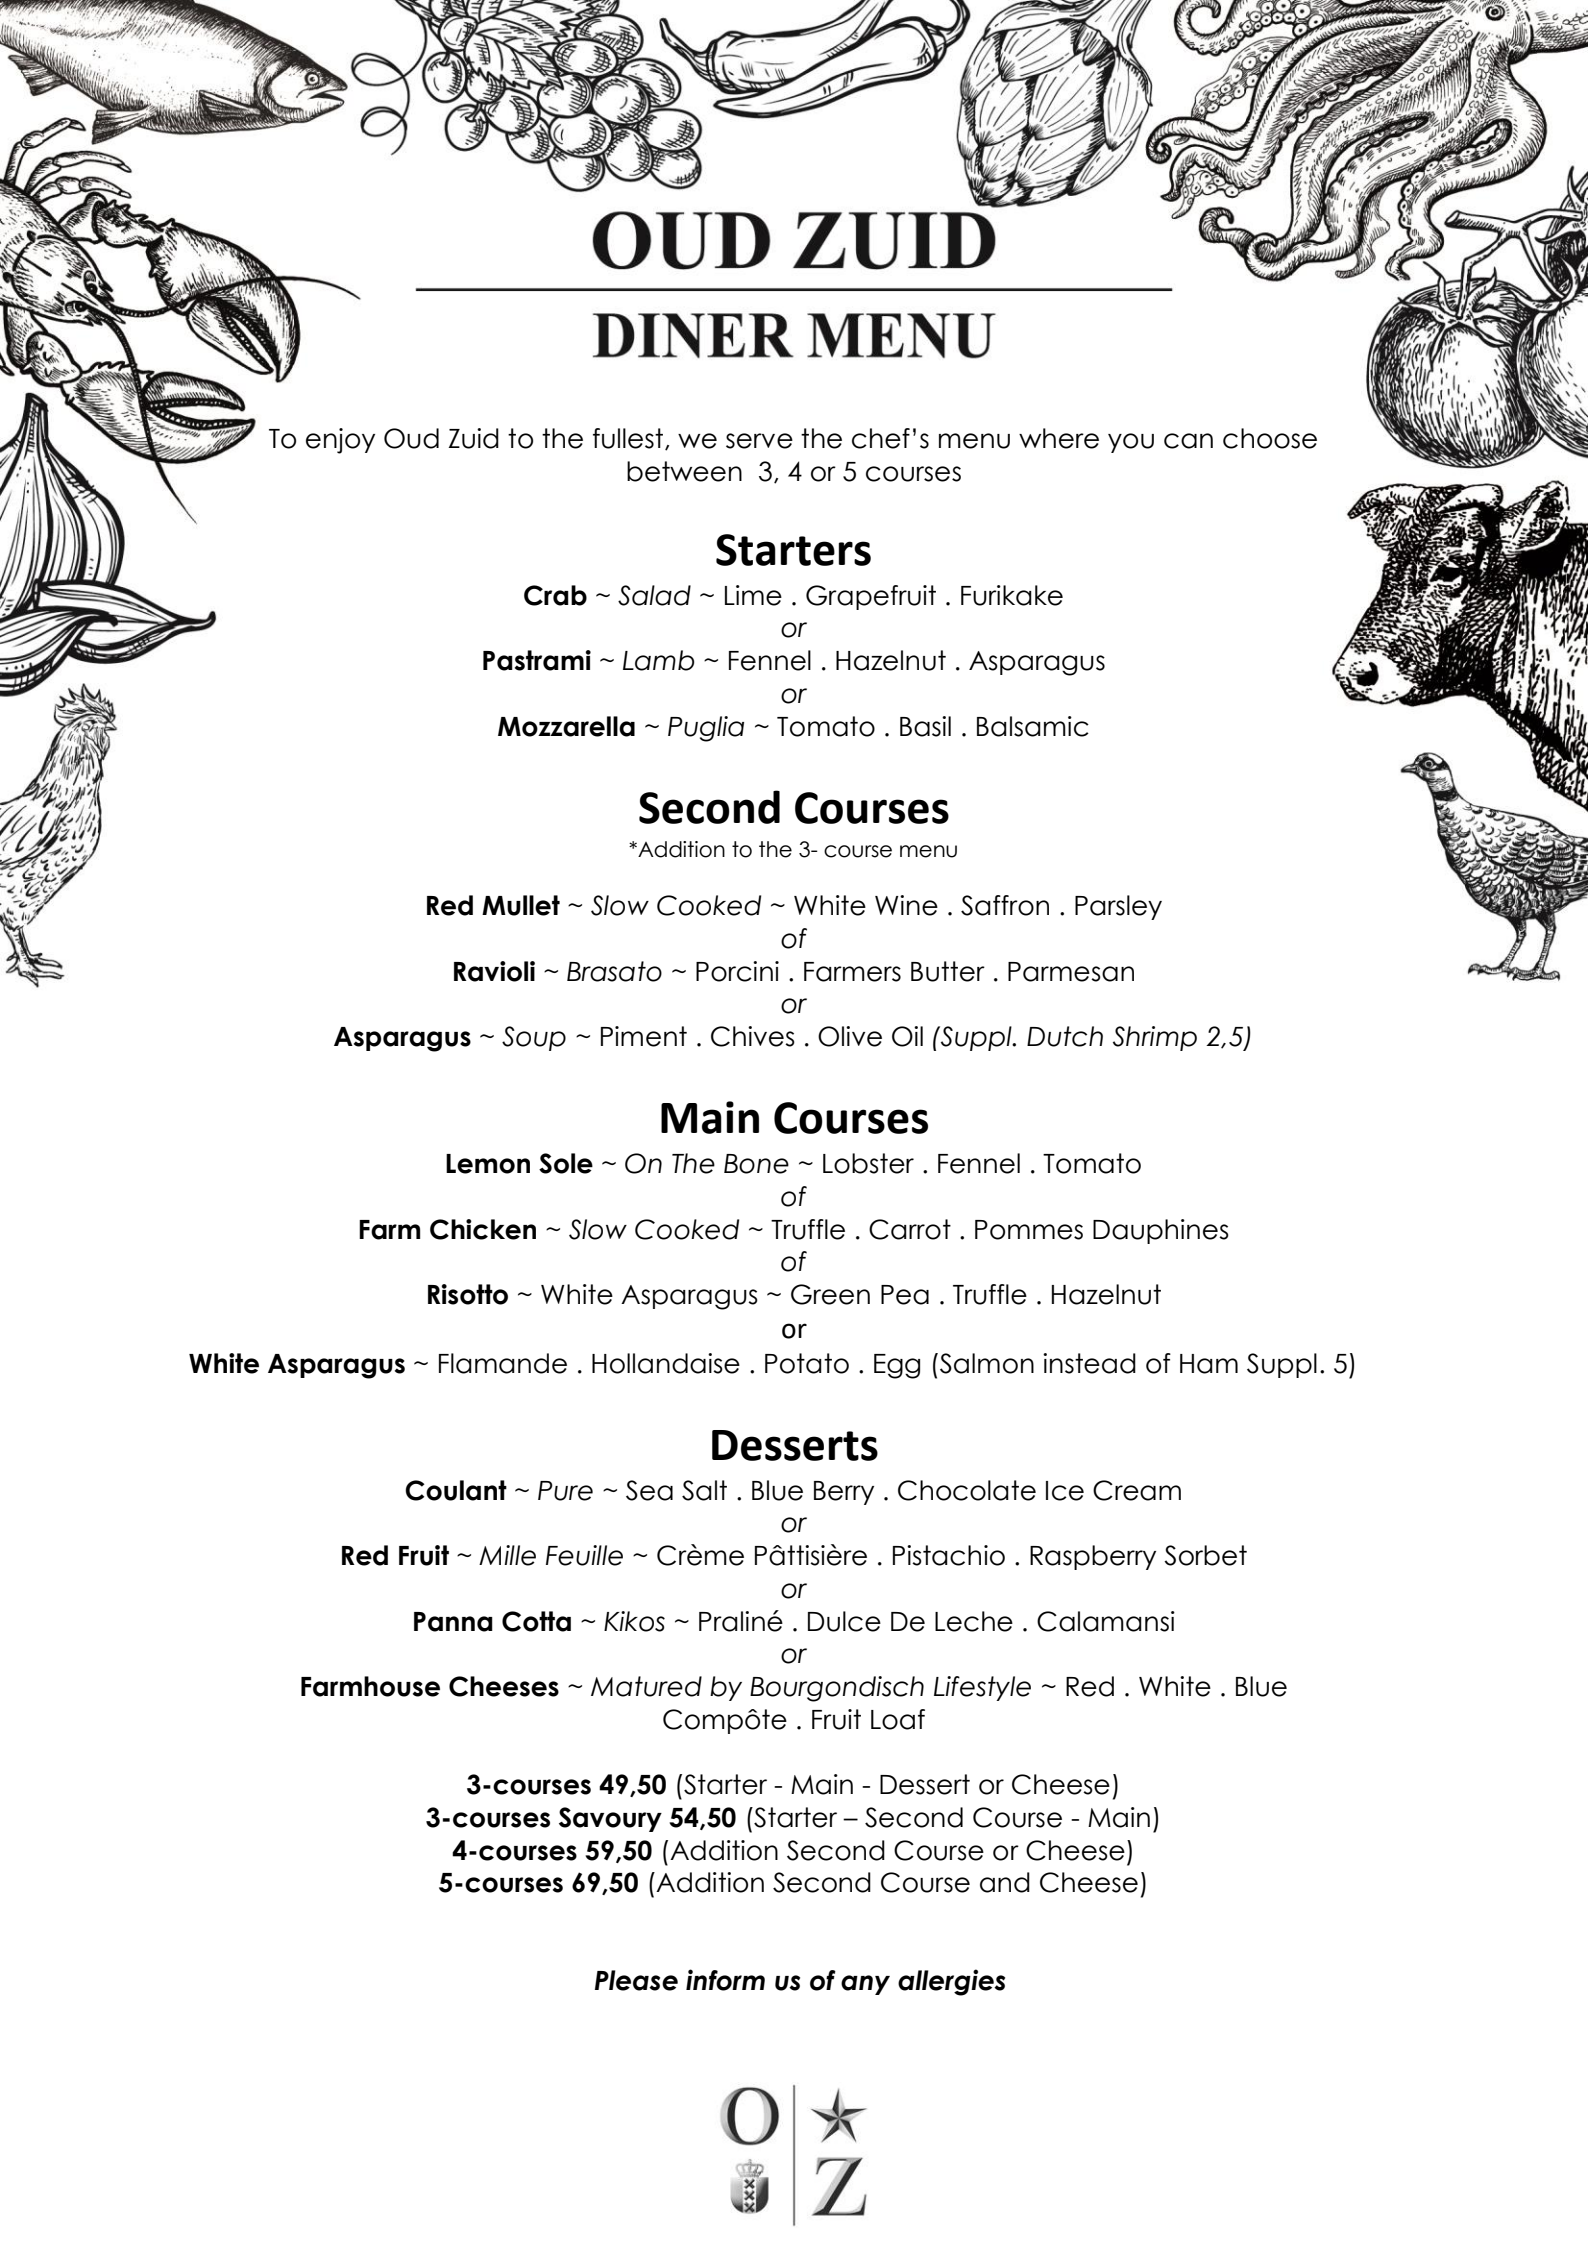 OUD ZUID
DINER MENU
To enjoy Oud Zuid to the fullest, we serve the chef's menu where you can choose
between 3, 4 or 5 courses
Starters
Crab ~ Salad ~ Lime . Grapefruit . Furikake
or
Pastrami ~ Lamb ~ Fennel . Hazelnut . Asparagus
or
Mozzarella ~ Puglia ~ Tomato . Basil . Balsamic
Second Courses
*Addition to the 3- course menu
Red Mullet ~ Slow Cooked ~ White Wine . Saffron . Parsley
of
Ravioli ~ Brasato ~ Porcini . Farmers Butter . Parmesan
or
Asparagus ~ Soup ~ Piment . Chives . Olive Oil (Suppl. Dutch Shrimp 2,5)
Main Courses
Lemon Sole ~ On The Bone ~ Lobster . Fennel . Tomato
of
Farm Chicken ~ Slow Cooked ~ Truffle . Carrot . Pommes Dauphines
of
Risotto ~ White Asparagus ~ Green Pea . Truffle . Hazelnut
or
White Asparagus ~ Flamande . Hollandaise . Potato . Egg (Salmon instead of Ham Suppl. 5)
Desserts
Coulant ~ Pure ~ Sea Salt . Blue Berry . Chocolate Ice Cream
or
Red Fruit ~ Mille Feuille ~ Crème Pâttisière . Pistachio . Raspberry Sorbet
or
Panna Cotta ~ Kikos ~ Praliné . Dulce De Leche . Calamansi
or
Farmhouse Cheeses ~ Matured by Bourgondisch Lifestyle ~ Red . White . Blue
Compôte . Fruit Loaf
3-courses 49,50 (Starter - Main - Dessert or Cheese)
3-courses Savoury 54,50 (Starter – Second Course - Main)
4-courses 59,50 (Addition Second Course or Cheese)
5-courses 69,50 (Addition Second Course and Cheese)
Please inform us of any allergies
O
Z